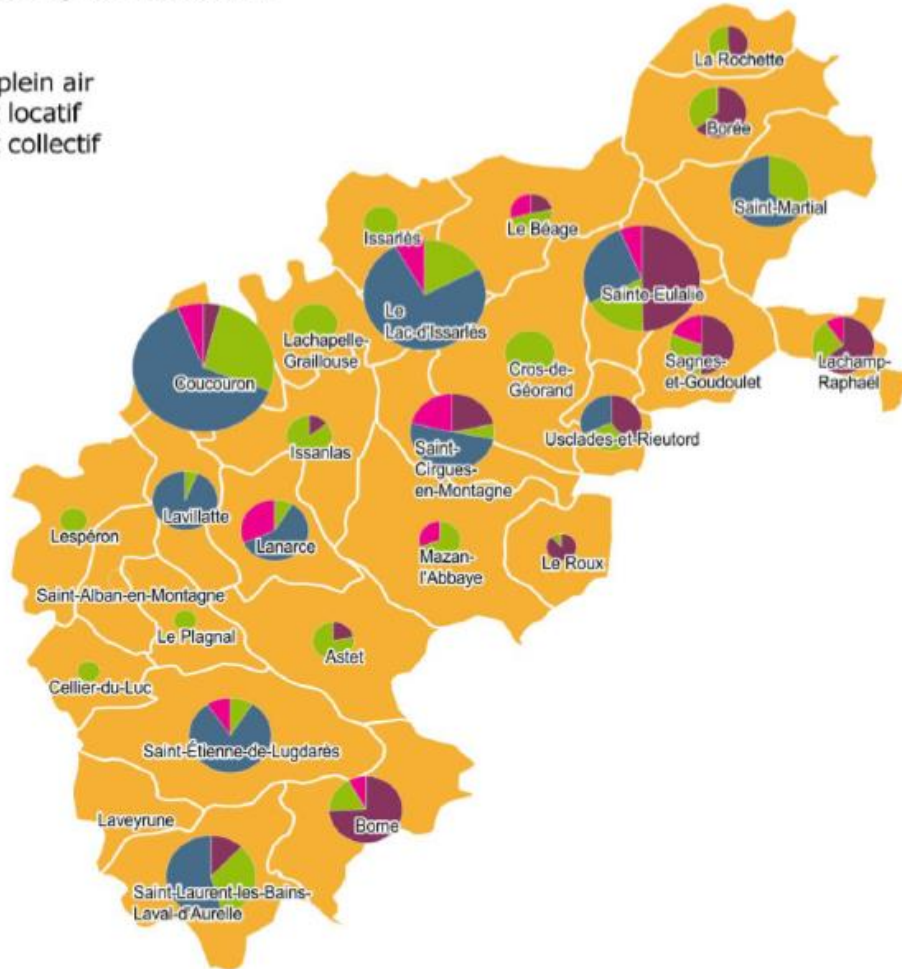 plein air
locatif
collectif
La Rochette
Borée
Saint-Martial
Issarlès
Le Béage
Sainte-Eulalie
Le
Lac-d'Issarlès
Lachapelle-
Graillouse
Cros-de-
Géorand
Sagnes-
et-Goudoulet
Lachamp-
Raphaël
Coucouron
Issanlas
Saint-
Cirgues-
en-Montagne
Usclades-et-Rieutord
Lavillatte
Lespéron
Lanarce
Mazan-
l'Abbaye
Le Roux
Saint-Alban-en-Montagne
Le Plagnal
Astet
Cellier-du-Luc
Saint-Étienne-de-Lugdarès
Laveyrune
Borne
Saint-Laurent-les-Bains-
Laval-d'Aurelle